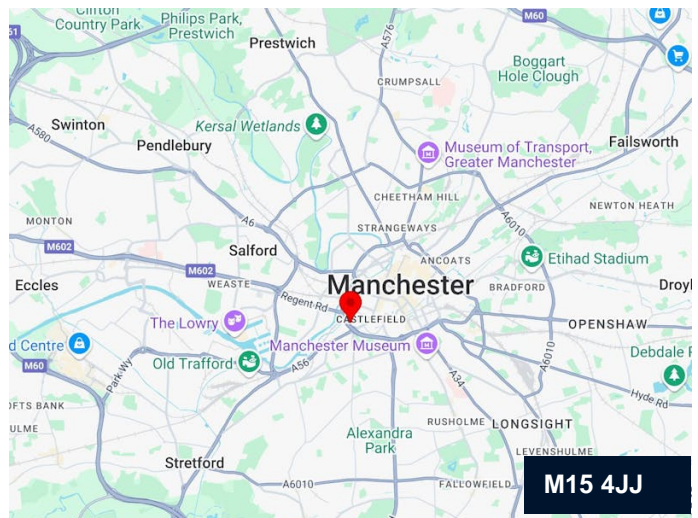 Clifton
Country Park
Philips Park,
Prestwich
M60
Prestwich
A576
CRUMPSALL
Boggart
Hole Clough
A580
Swinton
Pendlebury
Kersal Wetlands
Museum of Transport,
Greater Manchester
Failsworth
CHEETHAM HILL
NEWTON HEATH
MONTON
A6
STRANGEWAYS
A6010
M602
Salford
ANCOATS
Etihad Stadium
M602
Eccles
WEASTE
Manchester
BRADFORD
Droyl
Regent Rd
The Lowry
CASTLEFIELD
OPENSHAW
d Centre
Manchester Museum
A6010
Debdale P
M60
Park-Wy
Old Trafford
A56
A34
Hyde Rd
OFTS BANK
ULME
RUSHOLME
LONGSIGHT
Alexandra
Park
LEVENSHULME
Stretford
A6010
FALLOWFIELD
M15 4JJ